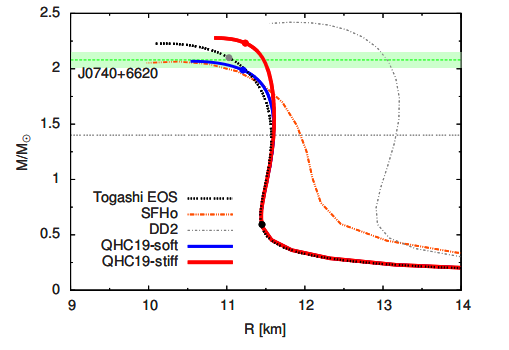 2.5
2
1.5
1
0.5
0
M/M☉
J0740+6620
Togashi EOS
SFHo
DD2
QHC19-soft
QHC19-stiff
9 10 11 12 13 14
R [km]